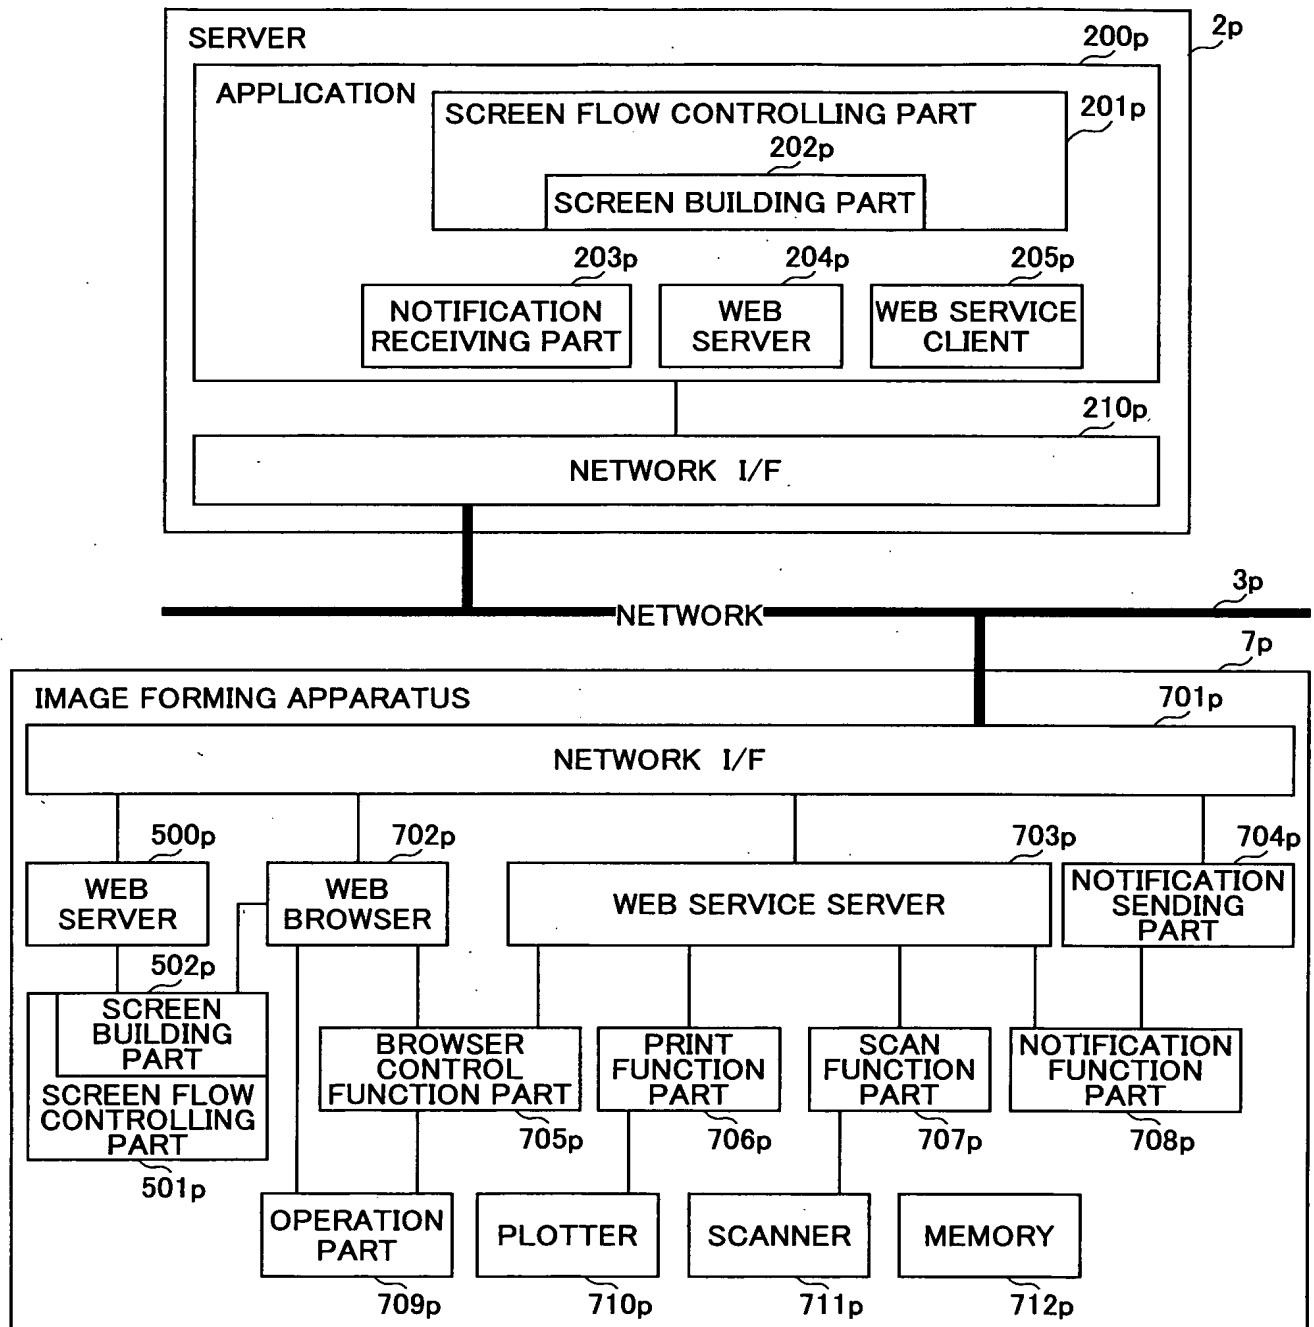 2p
SERVER
200p
APPLICATION
SCREEN FLOW CONTROLLING PART
201p
202p
SCREEN BUILDING PART
203p
204p
205p
NOTIFICATION
RECEIVING PART
WEB
SERVER
WEB SERVICE
CLIENT
210p
NETWORK I/F
3p
NETWORK
7p
IMAGE FORMING APPARATUS
701p
NETWORK I/F
500p
702p
703p
704p
WEB
SERVER
WEB
BROWSER
WEB SERVICE SERVER
NOTIFICATION
SENDING
PART
502p
SCREEN
BUILDING
PART
SCREEN FLOW
CONTROLLING
PART
501p
BROWSER
CONTROL
FUNCTION PART
705p
PRINT
FUNCTION
PART
706p
SCAN
FUNCTION
PART
707p
NOTIFICATION
FUNCTION
PART
708p
OPERATION
PART
709p
PLOTTER
710p
SCANNER
711p
MEMORY
712p